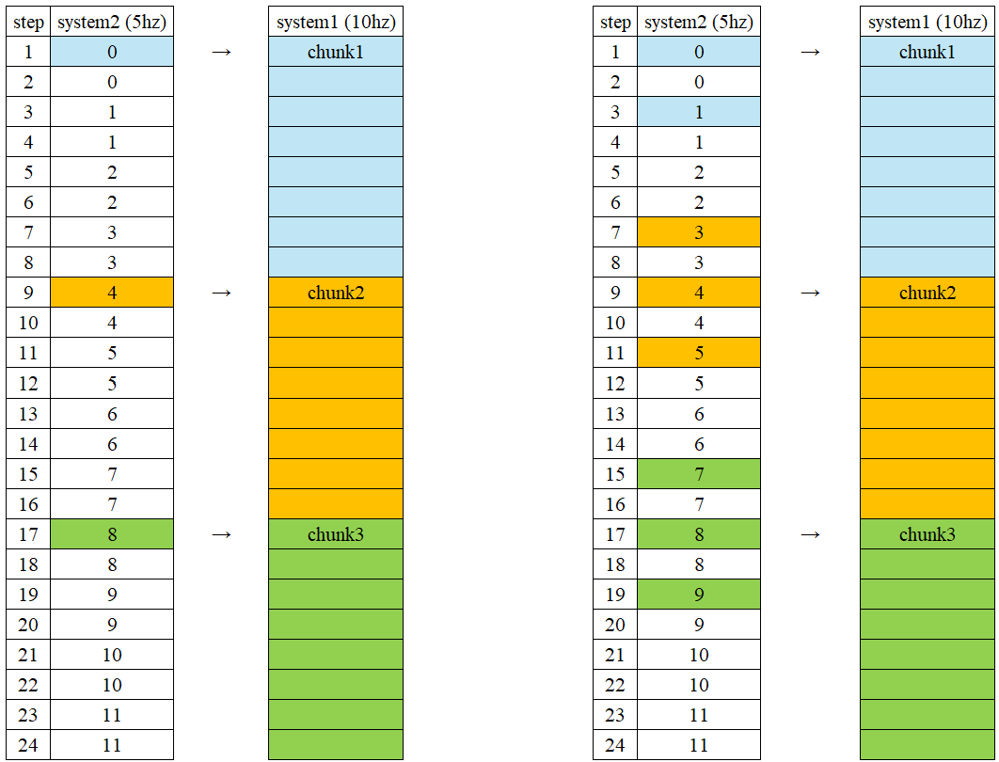 step system2 (5hz) system1 (10hz) step system2 (5hz) system1 (10hz)
1 0 → chunk1 1 0 → chunk1
2 0 2 0
3 1 3 1
4 1 4 1
5 2 5 2
6 2 6 2
7 3 7 3
8 3 8 3
9 4 → chunk2 9 4 → chunk2
10 4 10 4
11 5 11 5
12 5 12 5
13 6 13 6
14 6 14 6
15 7 15 7
16 7 16 7
17 8 → chunk3 17 8 → chunk3
18 8 18 8
19 9 19 9
20 9 20 9
21 10 21 10
22 10 22 10
23 11 23 11
24 11 24 11